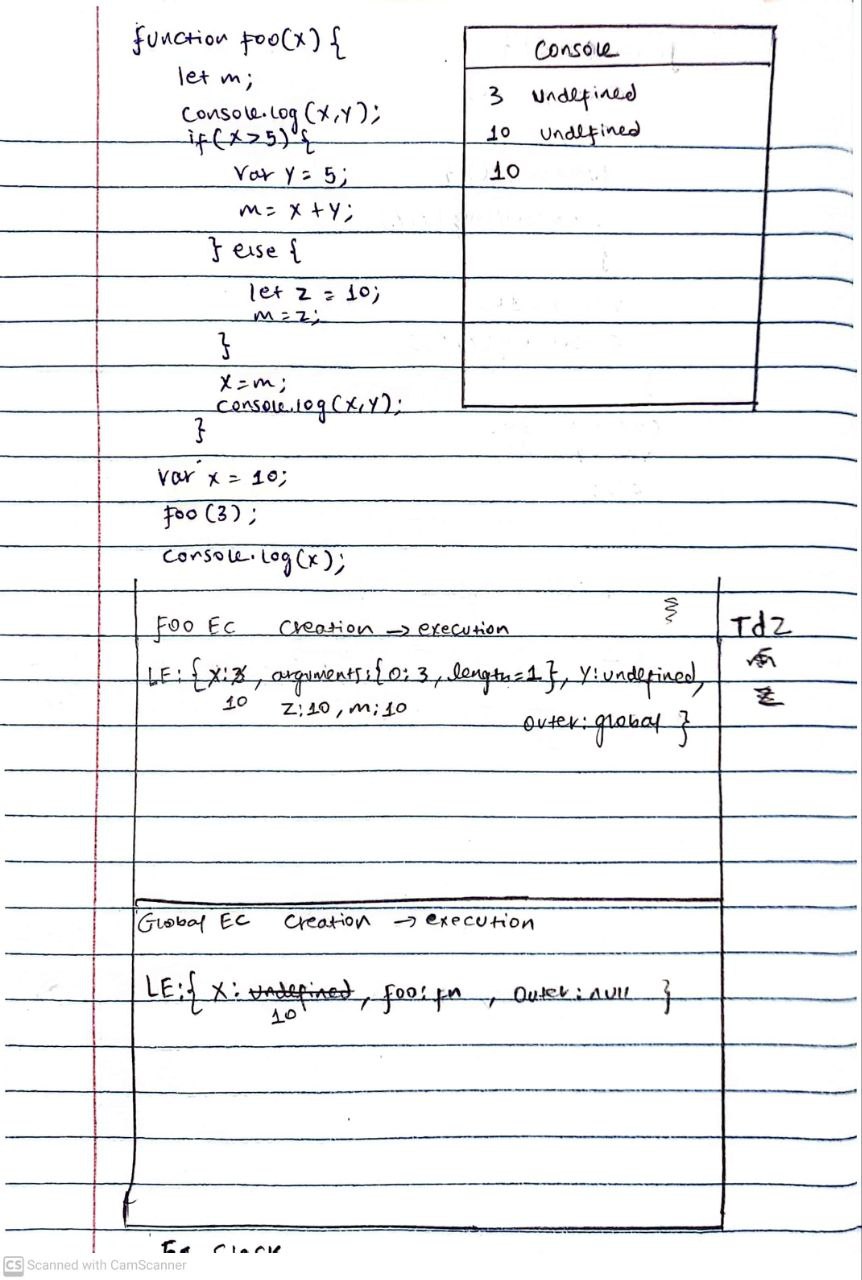 function foo(x) {
let m;
console.log (x,y);
if(x>5) {
var y = 5;
m = x + y;
} else {
let z = 10;
m = z;
}
x = m;
console.log (x,y);
}
var x = 10;
foo (3);
console.log(x);
Console
3 undefined
10 undefined
10
Foo EC Creation → execution
LE: { x: 3, arguments: {0: 3, length=1}, y: undefined,
10 z:10, m:10
outer: global }
Tdz
m
z
Global EC Creation → execution
LE: { x: undefined, foo: fn , outer: null }
10
CS Scanned with CamScanner